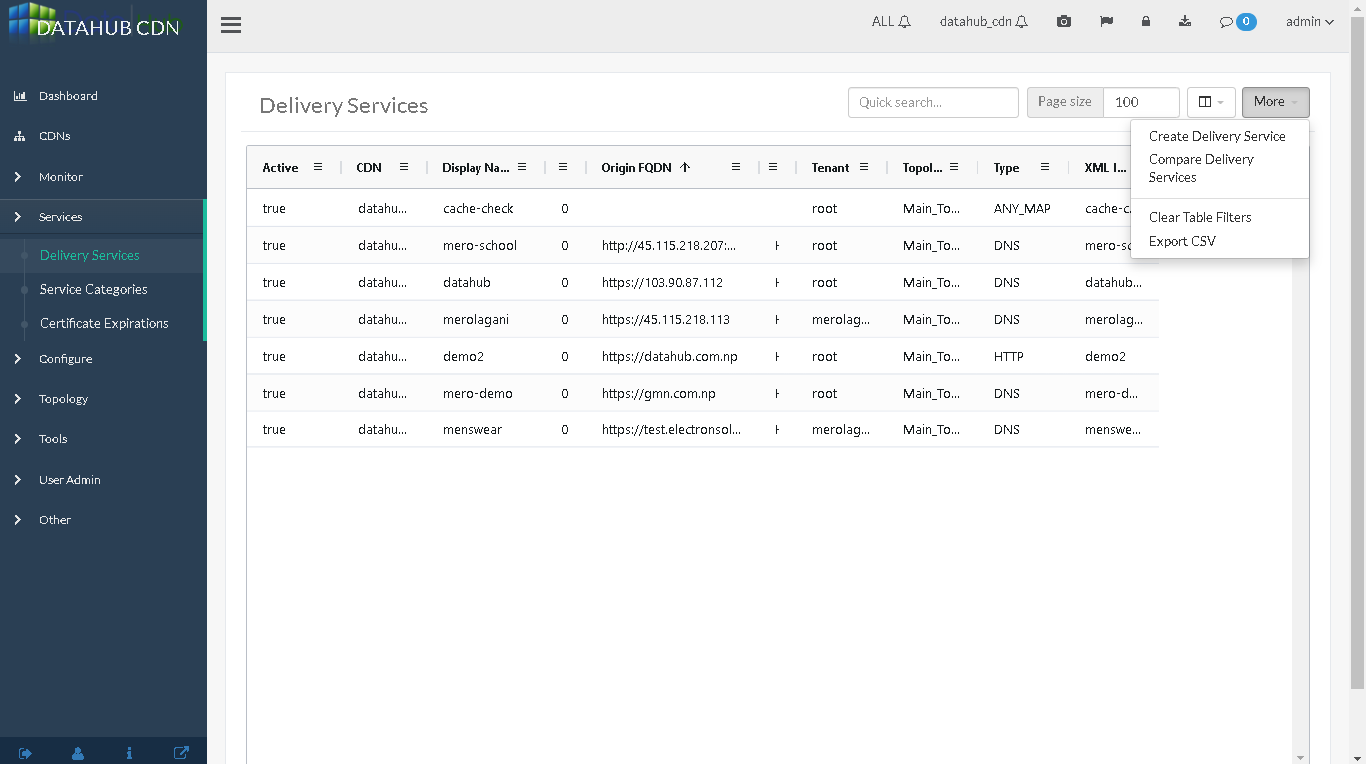 DATAHUB CDN
ALL
datahub_cdn
0
admin
Dashboard
CDNs
Monitor
Services
Delivery Services
Service Categories
Certificate Expirations
Configure
Topology
Tools
User Admin
Other
Delivery Services
Quick search...
Page size
100
More
Create Delivery Service
Compare Delivery
Services
Clear Table Filters
Export CSV
Active CDN Display Na... Origin FQDN Tenant Topol... Type XML I...
true datahu... cache-check 0 root Main_To... ANY_MAP cache-c
true datahu... mero-school 0 http://45.115.218.207:... H root Main_To... DNS mero-sc
true datahu... datahub 0 https://103.90.87.112 H root Main_To... DNS datahub...
true datahu... merolagani 0 https://45.115.218.113 H merolag... Main_To... DNS merolag...
true datahu... demo2 0 https://datahub.com.np H root Main_To... HTTP demo2
true datahu... mero-demo 0 https://gmn.com.np H root Main_To... DNS mero-d...
true datahu... menswear 0 https://test.electronsol... H merolag... Main_To... DNS menswe...